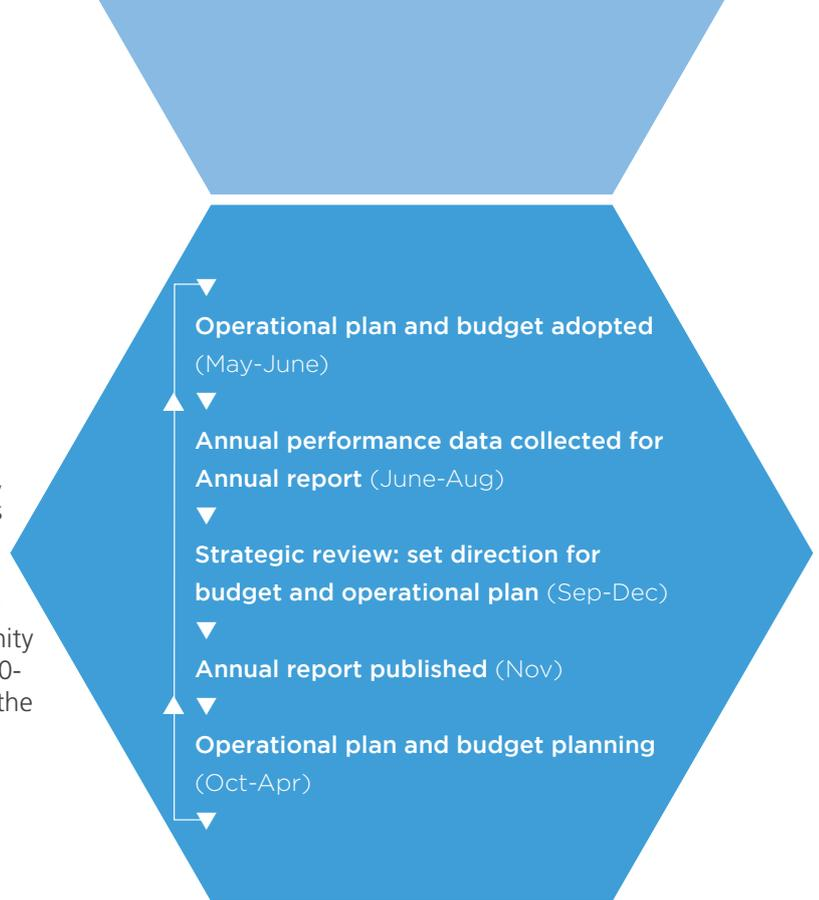 Operational plan and budget adopted
(May-June)
Annual performance data collected for
Annual report (June-Aug)
Strategic review: set direction for
budget and operational plan (Sep-Dec)
Annual report published (Nov)
Operational plan and budget planning
(Oct-Apr)
the